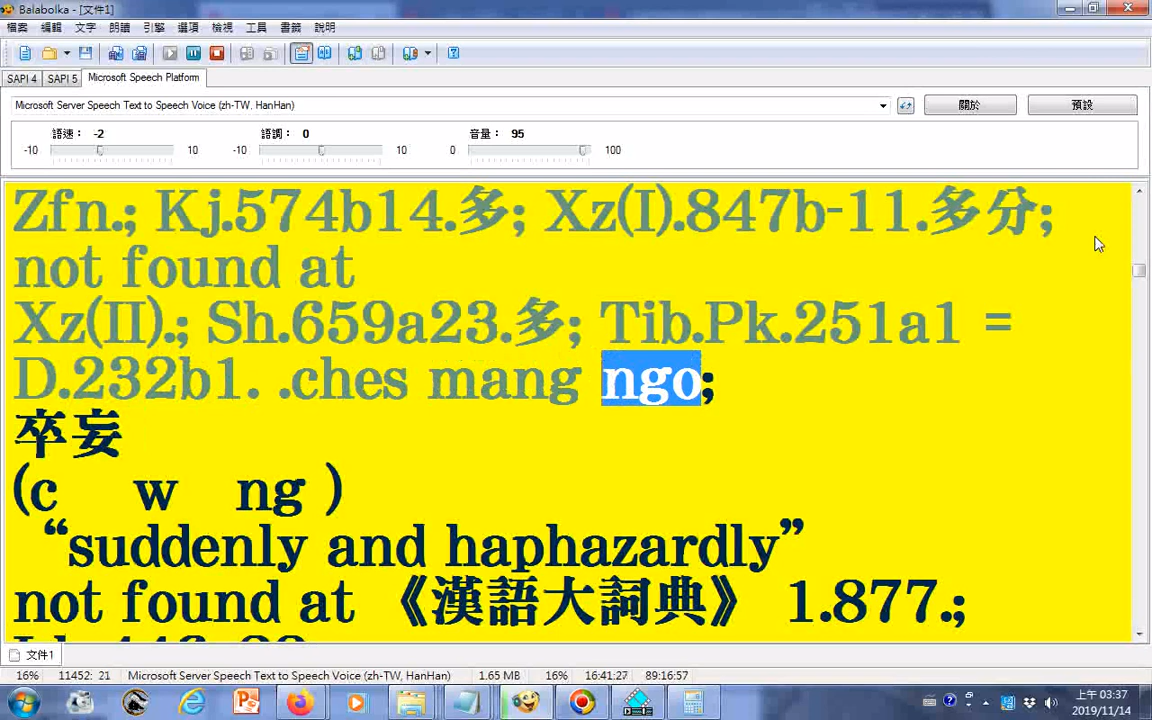 Balabolka - [文件1]
檔案 編輯 文字 朗讀 引擎 選項 檢視 工具 書籤 說明
SAPI 4 SAPI 5 Microsoft Speech Platform
Microsoft Server Speech Text to Speech Voice (zh-TW, HanHan) 關於 預設
語速： -2 語調： 0 音量： 95
-10 10 -10 10 0 100
Zfn.; Kj.574b14.多; Xz(I).847b-11.多分;
not found at
Xz(II).; Sh.659a23.多; Tib.Pk.251a1 =
D.232b1. .ches mang ngo;
卒妄
(c w ng )
“suddenly and haphazardly”
not found at 《漢語大詞典》 1.877.;
文件1
16% 11452: 21 Microsoft Server Speech Text to Speech Voice (zh-TW, HanHan) 1.65 MB 16% 16:41:27 89:16:57
上午 03:37
2019/11/14